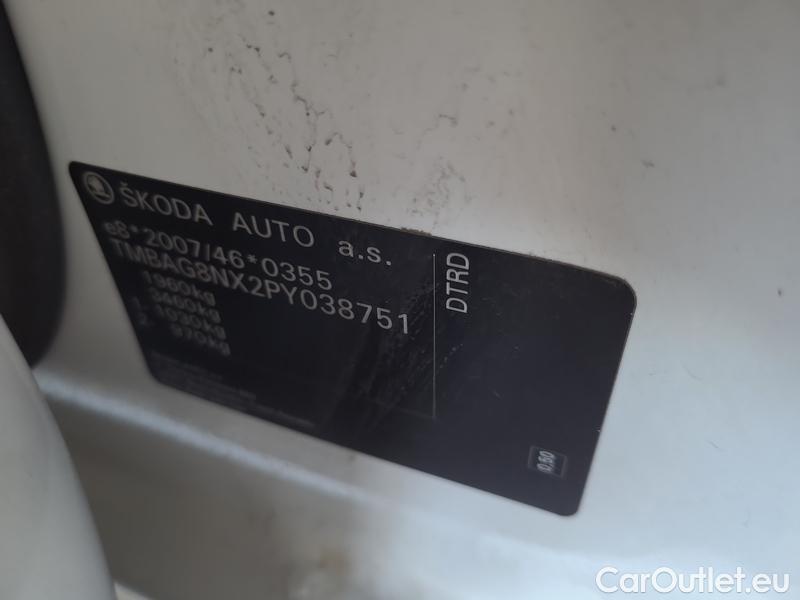 ŠKODA AUTO a.s.
e8*2007/46*0355
TMBAG8NX2PY038751
1960kg
3460kg
1- 1030kg
2- 970kg
DTRD
0,50
CarOutlet.eu